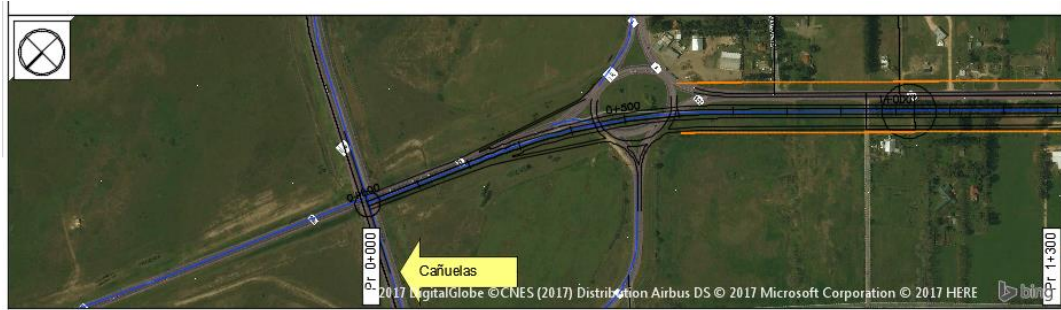 0+500
Pr 0+000
Cañuelas
Pr 1+300
2017 DigitalGlobe ©CNES (2017) Distribution Airbus DS © 2017 Microsoft Corporation © 2017 HERE
bing